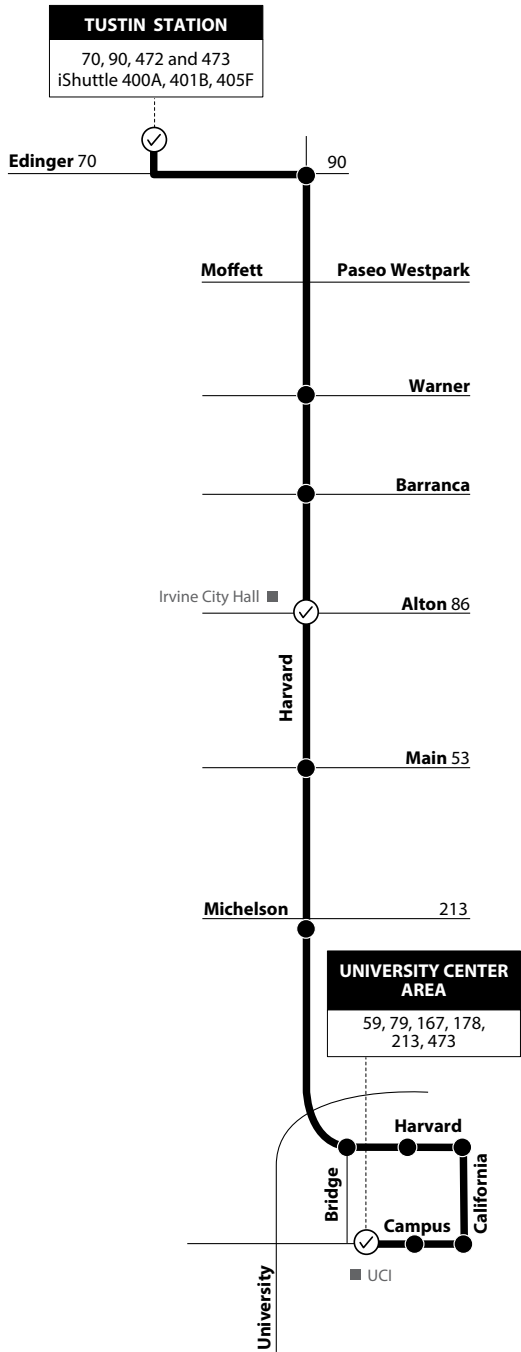 TUSTIN STATION
70, 90, 472 and 473
iShuttle 400A, 401B, 405F
Edinger 70
90
Moffett
Paseo Westpark
Warner
Barranca
Irvine City Hall
Alton 86
Harvard
Main 53
Michelson
213
UNIVERSITY CENTER
AREA
59, 79, 167, 178,
213, 473
Harvard
Bridge
California
Campus
UCI
University